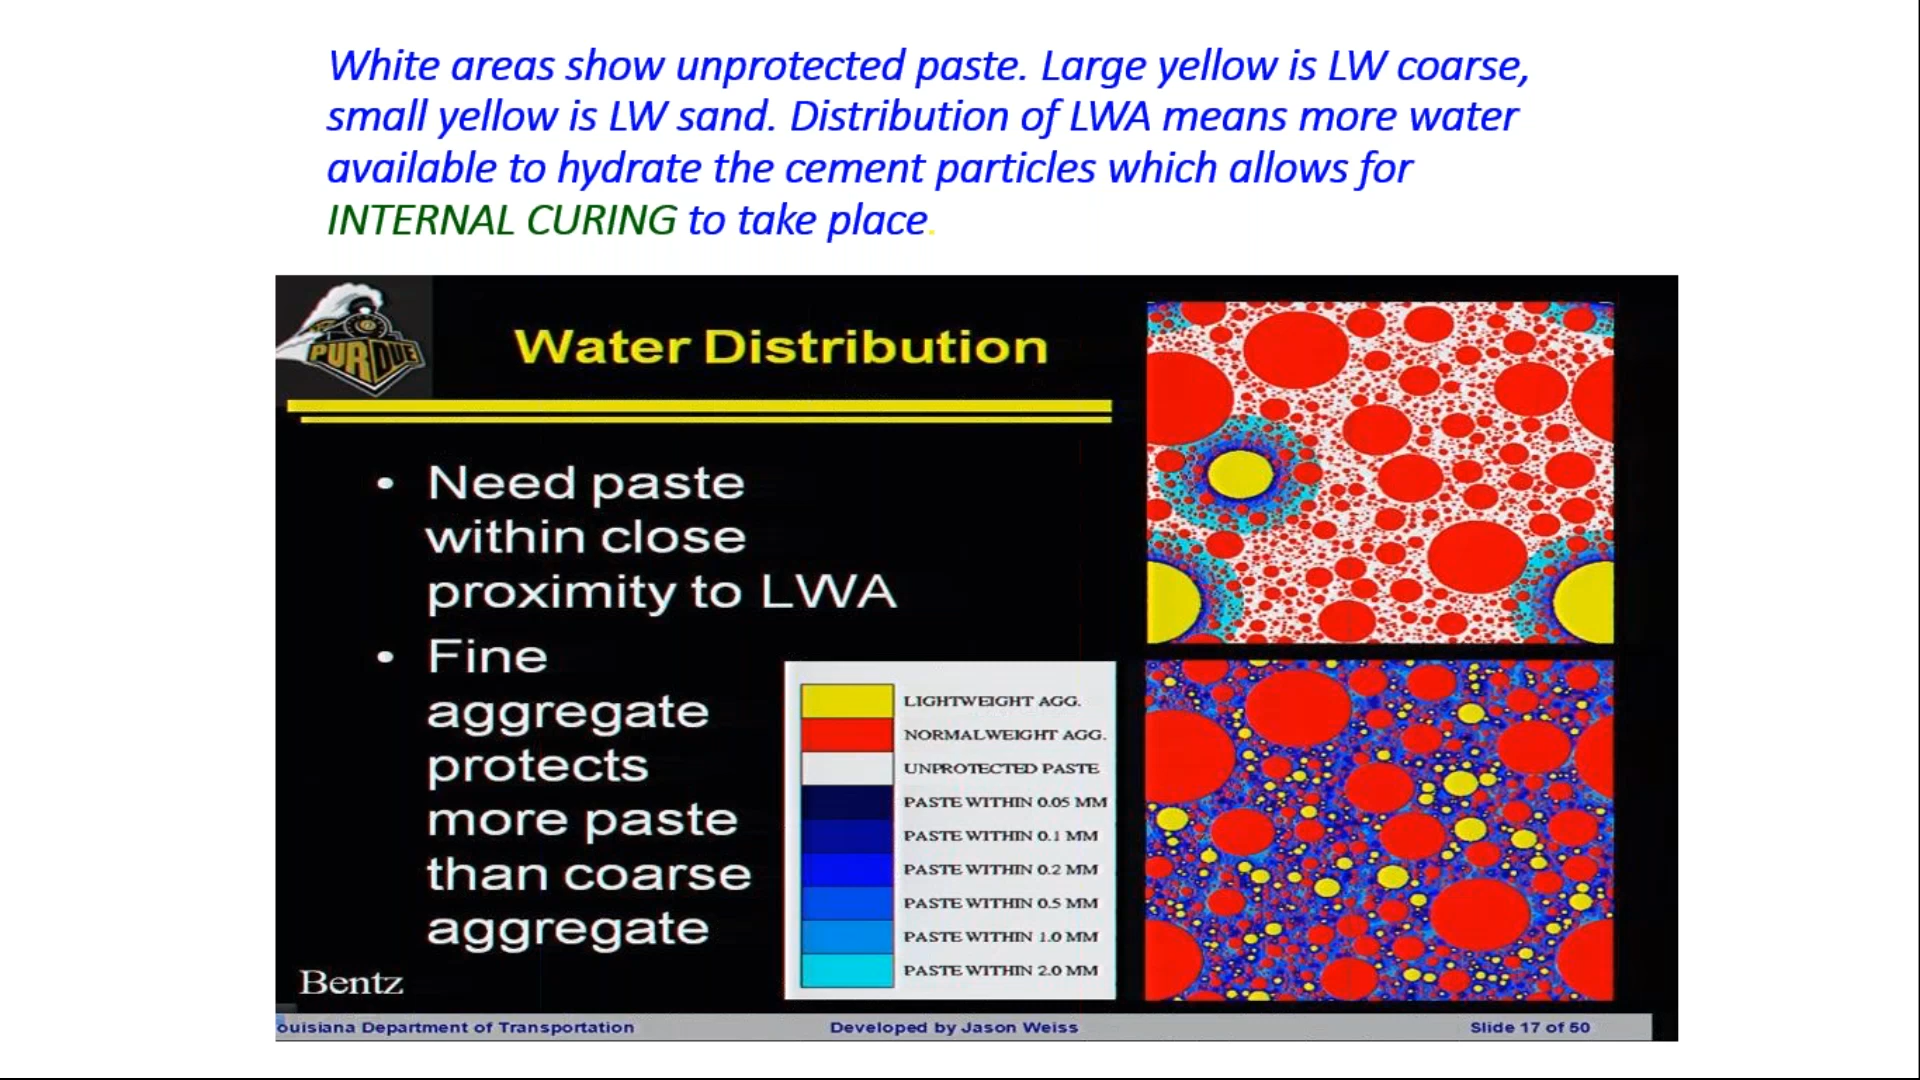 White areas show unprotected paste. Large yellow is LW coarse,
small yellow is LW sand. Distribution of LWA means more water
available to hydrate the cement particles which allows for
INTERNAL CURING to take place.
PURDUE
Water Distribution
• Need paste
within close
proximity to LWA
• Fine
aggregate
protects
more paste
than coarse
aggregate
LIGHTWEIGHT AGG.
NORMALWEIGHT AGG.
UNPROTECTED PASTE
PASTE WITHIN 0.05 MM
PASTE WITHIN 0.1 MM
PASTE WITHIN 0.2 MM
PASTE WITHIN 0.5 MM
PASTE WITHIN 1.0 MM
PASTE WITHIN 2.0 MM
Bentz
ouisiana Department of Transportation
Developed by Jason Weiss
Slide 17 of 50